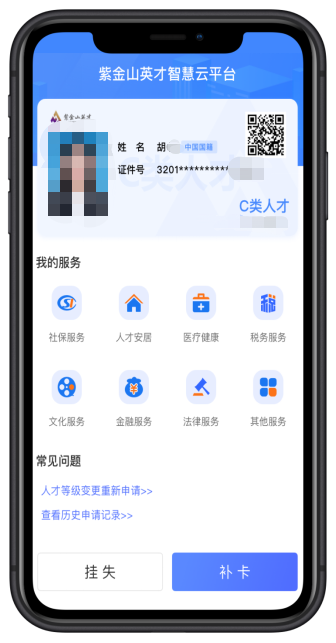 紫金山英才智慧云平台
紫金山英才
姓 名 胡 中国国籍
证件号 3201**********
C类人才
C类人才
我的服务
社保服务 人才安居 医疗健康 税务服务
文化服务 金融服务 法律服务 其他服务
常见问题
人才等级变更重新申请>>
查看历史申请记录>>
挂 失 补 卡